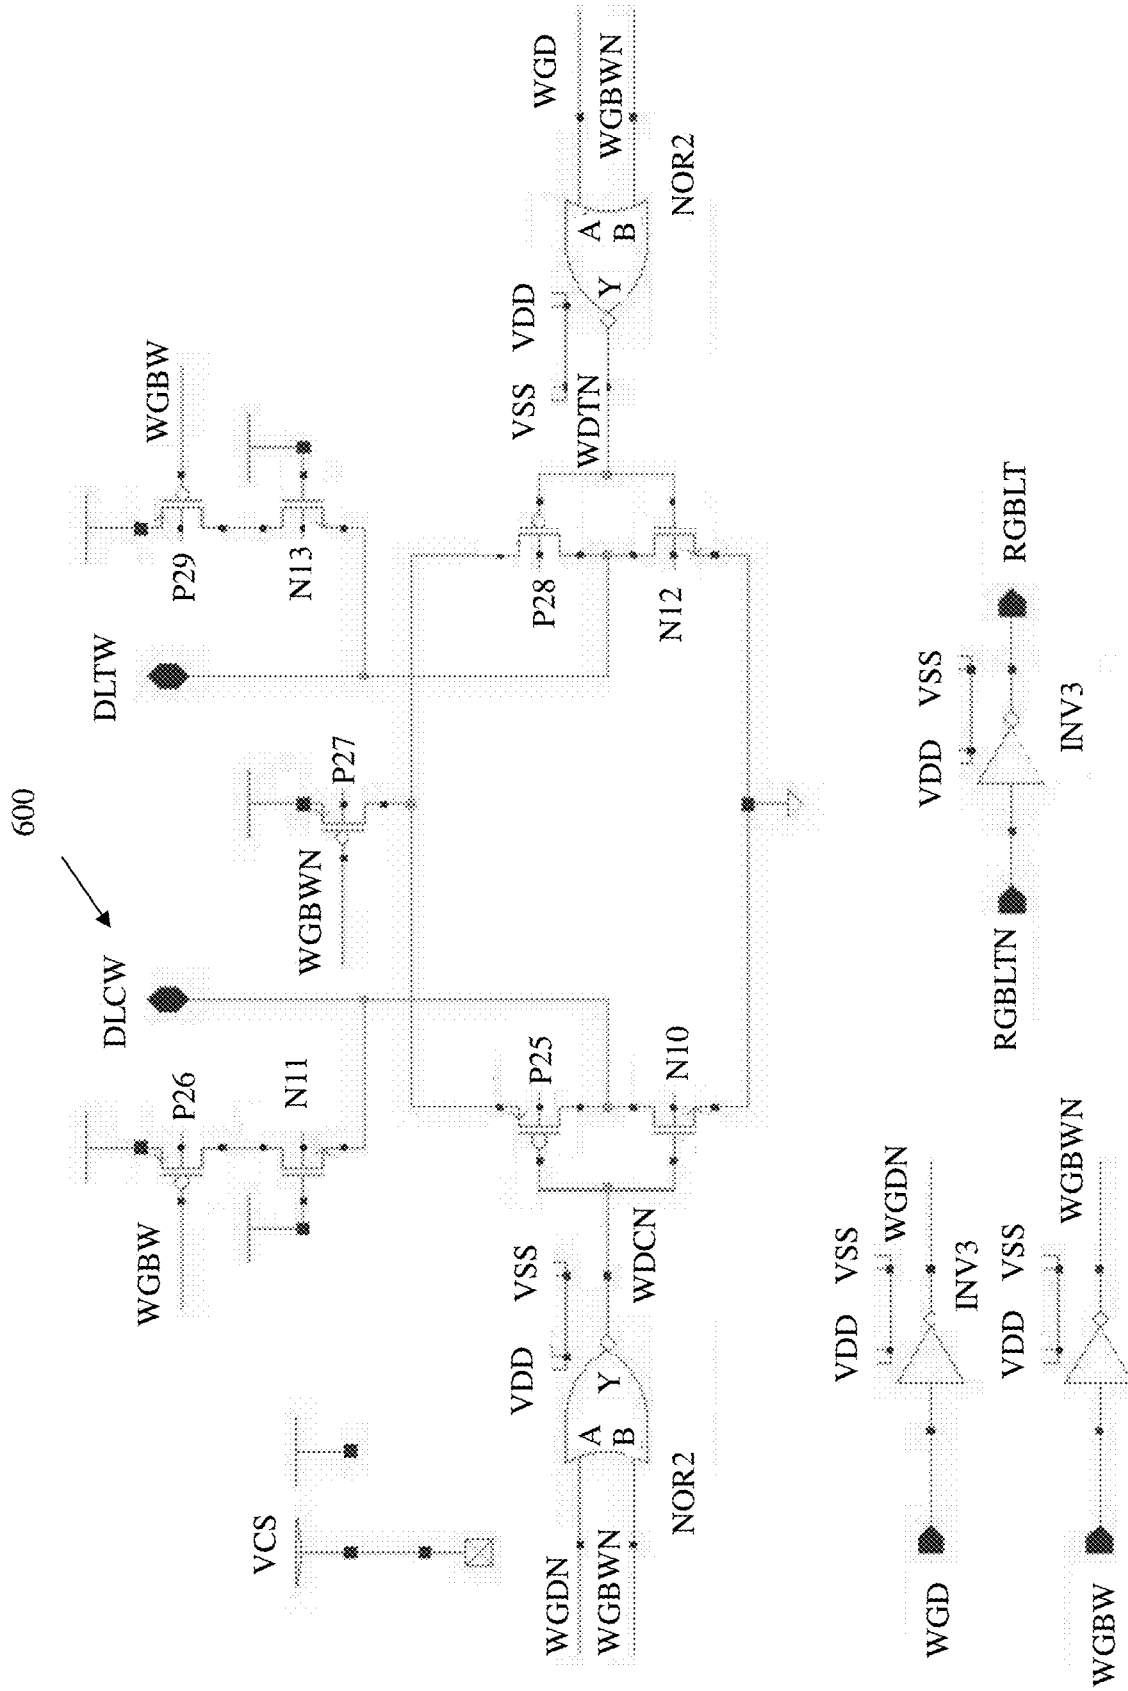 600
DLCW
DLTW
WGBW
P26
N11
WGBWN
P27
P29
N13
WGBW
VCS
WGDN
WGBWN
A
B
Y
NOR2
VDD
VSS
WDCN
P25
N10
P28
N12
WDTN
VSS
VDD
Y
A
B
NOR2
WGD
WGBWN
WGD
VDD
VSS
WGDN
INV3
WGBW
VDD
VSS
WGBWN
RGBLTN
VDD
VSS
INV3
RGBLT